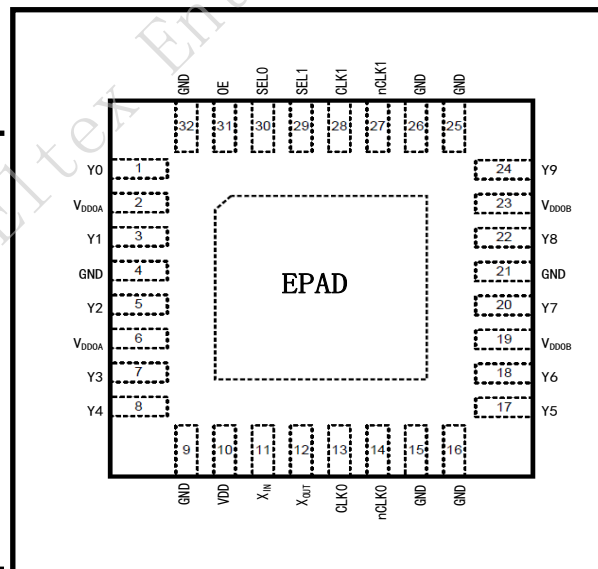 GND OE SEL0 SEL1 CLK1 nCLK1 GND GND
32 31 30 29 28 27 26 25
Y0 1 24 Y9
VDDOA 2 23 VDDOB
Y1 3 22 Y8
GND 4 21 GND
EPAD
Y2 5 20 Y7
VDDOA 6 19 VDDOB
Y3 7 18 Y6
Y4 8 17 Y5
9 10 11 12 13 14 15 16
GND VDD XIN XOUT CLK0 nCLK0 GND GND
Eltex